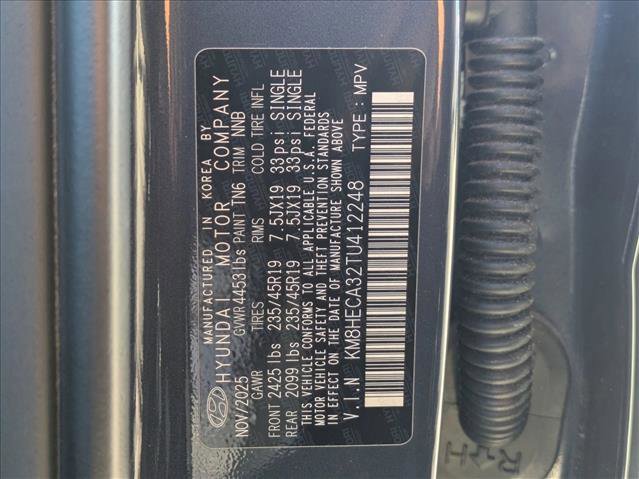 MANUFACTURED IN KOREA BY
HYUNDAI MOTOR COMPANY
NOV/2025 GVWR 4453lbs PAINT TN6 TRIM NNB
GAWR TIRES RIMS COLD TIRE INFL
FRONT 2425 lbs 235/45R19 7.5JX19 33psi SINGLE
REAR 2099 lbs 235/45R19 7.5JX19 33psi SINGLE
THIS VEHICLE CONFORMS TO ALL APPLICABLE U.S.A. FEDERAL
MOTOR VEHICLE SAFETY AND THEFT PREVENTION STANDARDS
IN EFFECT ON THE DATE OF MANUFACTURE SHOWN ABOVE
V.I.N KM8HECA32TU412248 TYPE : MPV
R H